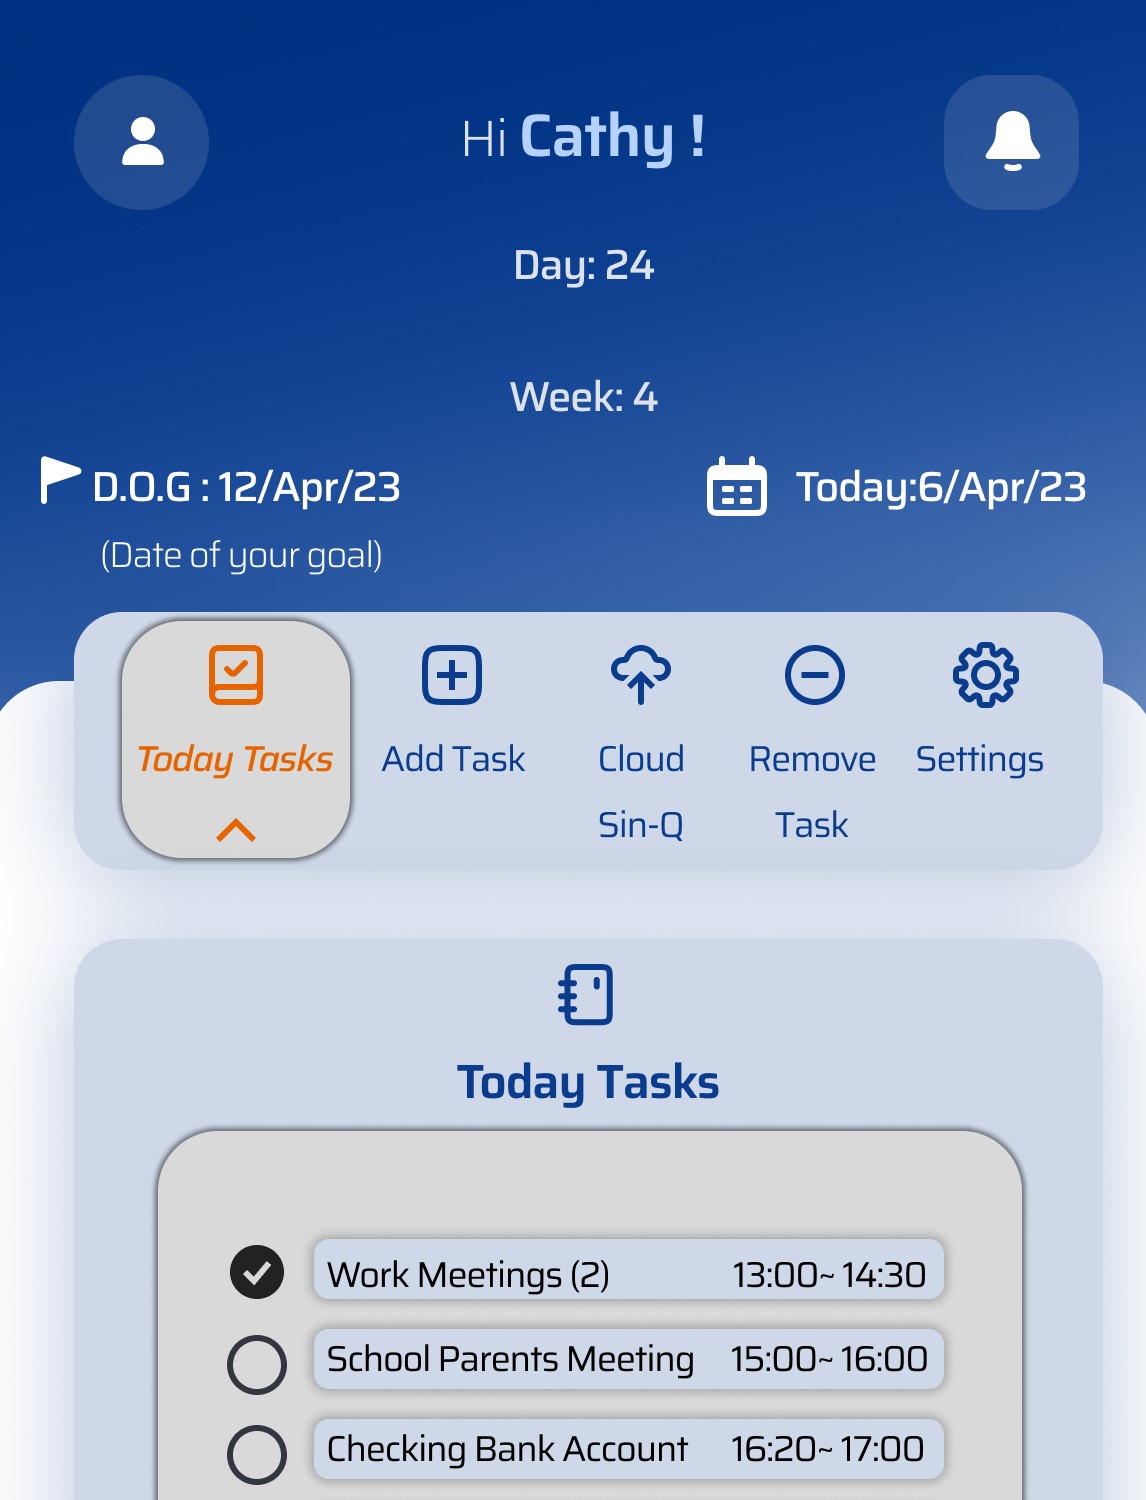 Hi Cathy !
Day: 24
Week: 4
D.O.G : 12/Apr/23
Today:6/Apr/23
(Date of your goal)
Today Tasks
Add Task
Cloud
Sin-Q
Remove
Task
Settings
Today Tasks
Work Meetings (2) 13:00~ 14:30
School Parents Meeting 15:00~ 16:00
Checking Bank Account 16:20~ 17:00